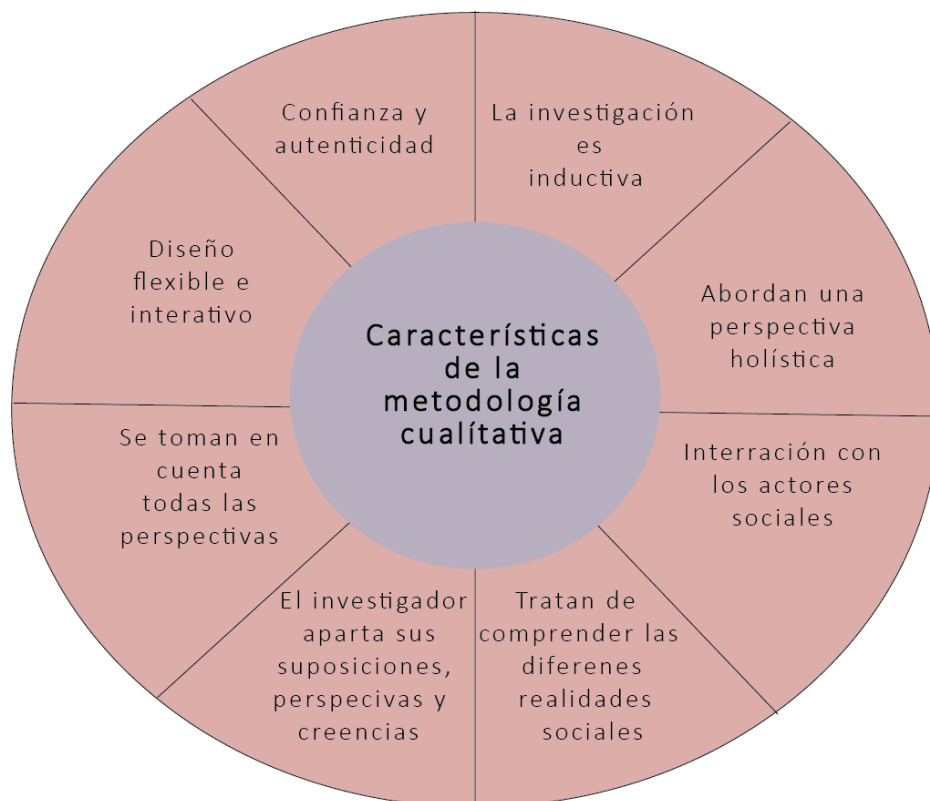 Confianza y
autenticidad
La investigación
es
inductiva
Abordan una
perspectiva
holística
Interración con
los actores
sociales
Tratan de
comprender las
diferenes
realidades
sociales
El investigador
aparta sus
suposiciones,
perspecivas y
creencias
Se toman en
cuenta
todas las
perspectivas
Diseño
flexible e
interativo
Caracterísficas
de la
metodología
cualítativa